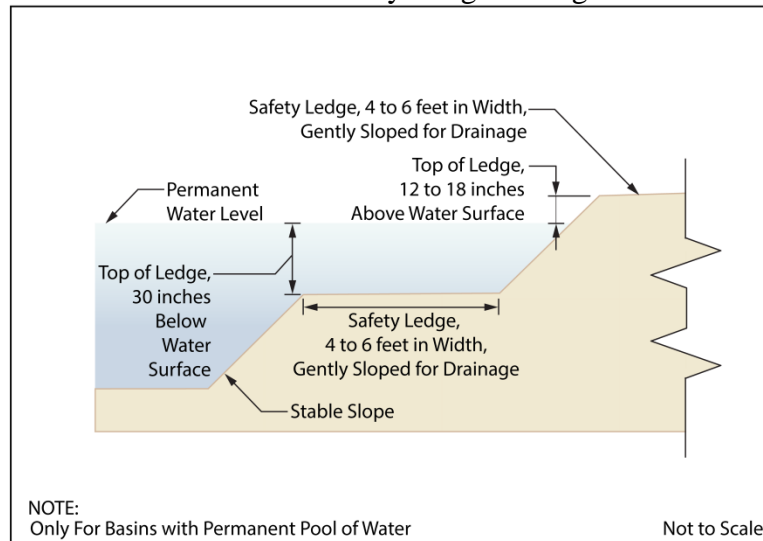 Safety Ledge, 4 to 6 feet in Width,
Gently Sloped for Drainage
Top of Ledge,
12 to 18 inches
Above Water Surface
Permanent
Water Level
Top of Ledge,
30 inches
Below
Water
Surface
Safety Ledge,
4 to 6 feet in Width,
Gently Sloped for Drainage
Stable Slope
NOTE:
Only For Basins with Permanent Pool of Water
Not to Scale